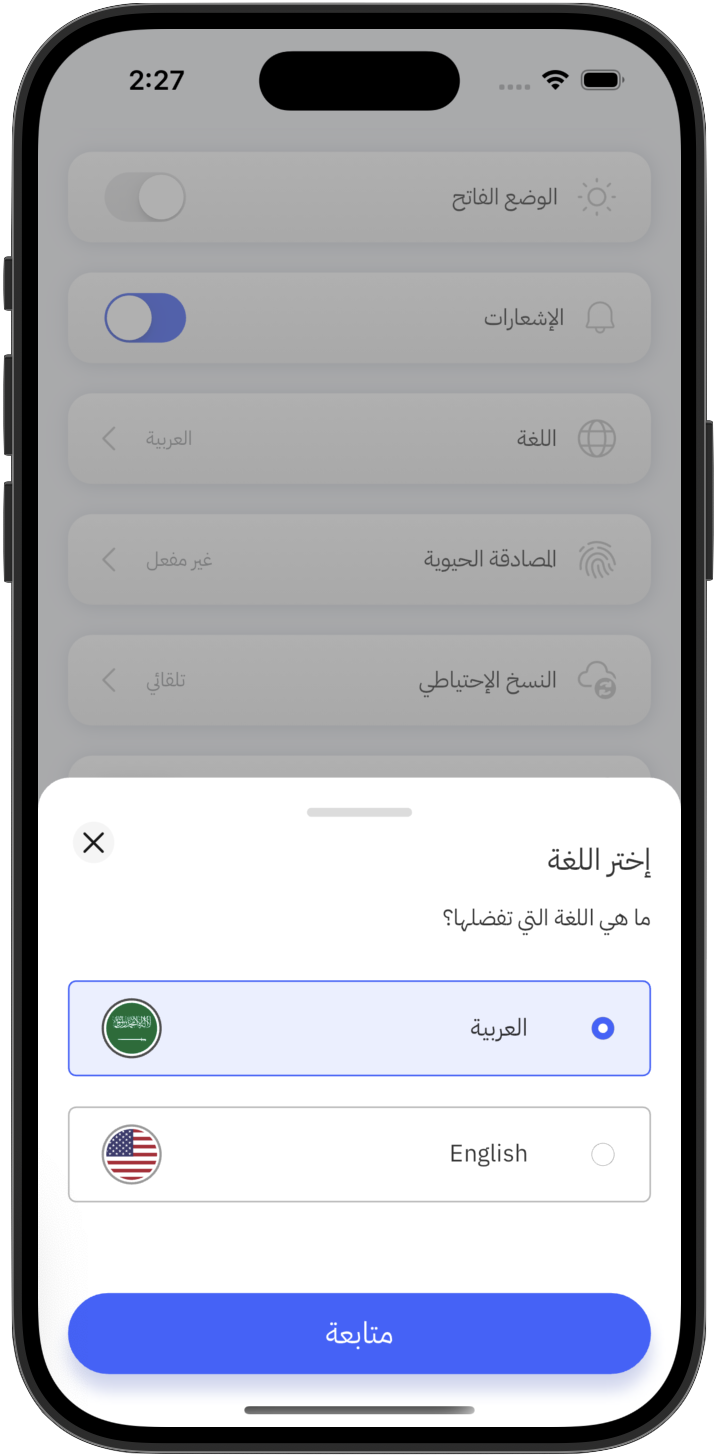 2:27
الوضع الفاتح
الإشعارات
اللغة العربية
المصادقة الحيوية غير مفعل
النسخ الإحتياطي تلقائي
إختر اللغة
ما هي اللغة التي تفضلها؟
العربية
English
متابعة